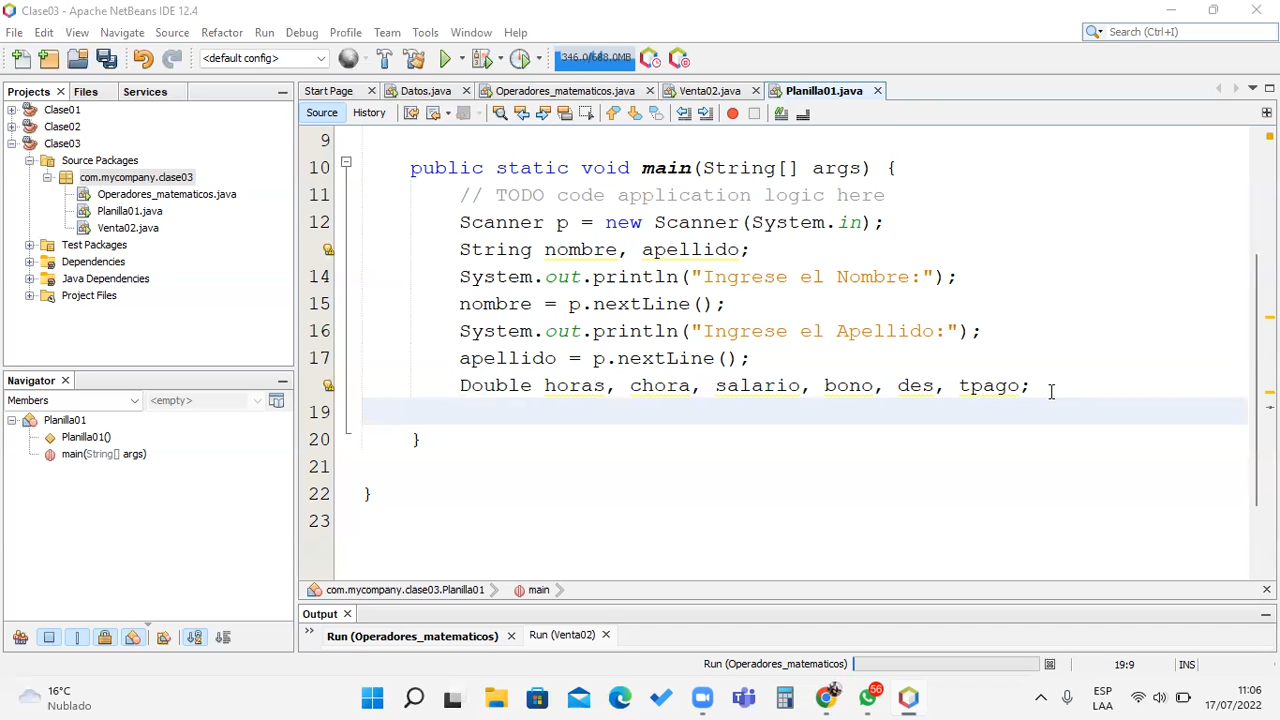 Clase03 - Apache NetBeans IDE 12.4
File Edit View Navigate Source Refactor Run Debug Profile Team Tools Window Help
Search (Ctrl+I)
<default config>
346.0/688.0MB
Projects Files Services
Start Page Datos.java Operadores_matematicos.java Venta02.java Planilla01.java
Source History
Clase01
Clase02
Clase03
Source Packages
com.mycompany.clase03
Operadores_matematicos.java
Planilla01.java
Venta02.java
Test Packages
Dependencies
Java Dependencies
Project Files
Navigator
Members <empty>
Planilla01
Planilla01()
main(String[] args)
9
10 public static void main(String[] args) {
11 // TODO code application logic here
12 Scanner p = new Scanner(System.in);
String nombre, apellido;
14 System.out.println("Ingrese el Nombre:");
15 nombre = p.nextLine();
16 System.out.println("Ingrese el Apellido:");
17 apellido = p.nextLine();
Double horas, chora, salario, bono, des, tpago;
19
20 }
21
22 }
23
com.mycompany.clase03.Planilla01 main
Output
Run (Operadores_matematicos) Run (Venta02)
Run (Operadores_matematicos) 19:9 INS
16°C
Nublado
56
ESP
LAA
11:06
17/07/2022